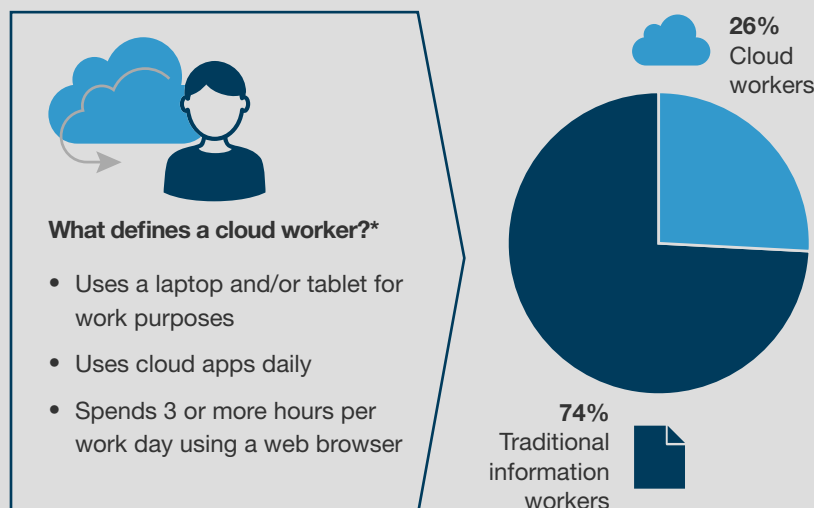 What defines a cloud worker?*
• Uses a laptop and/or tablet for
work purposes
• Uses cloud apps daily
• Spends 3 or more hours per
work day using a web browser
26%
Cloud
workers
74%
Traditional
information
workers